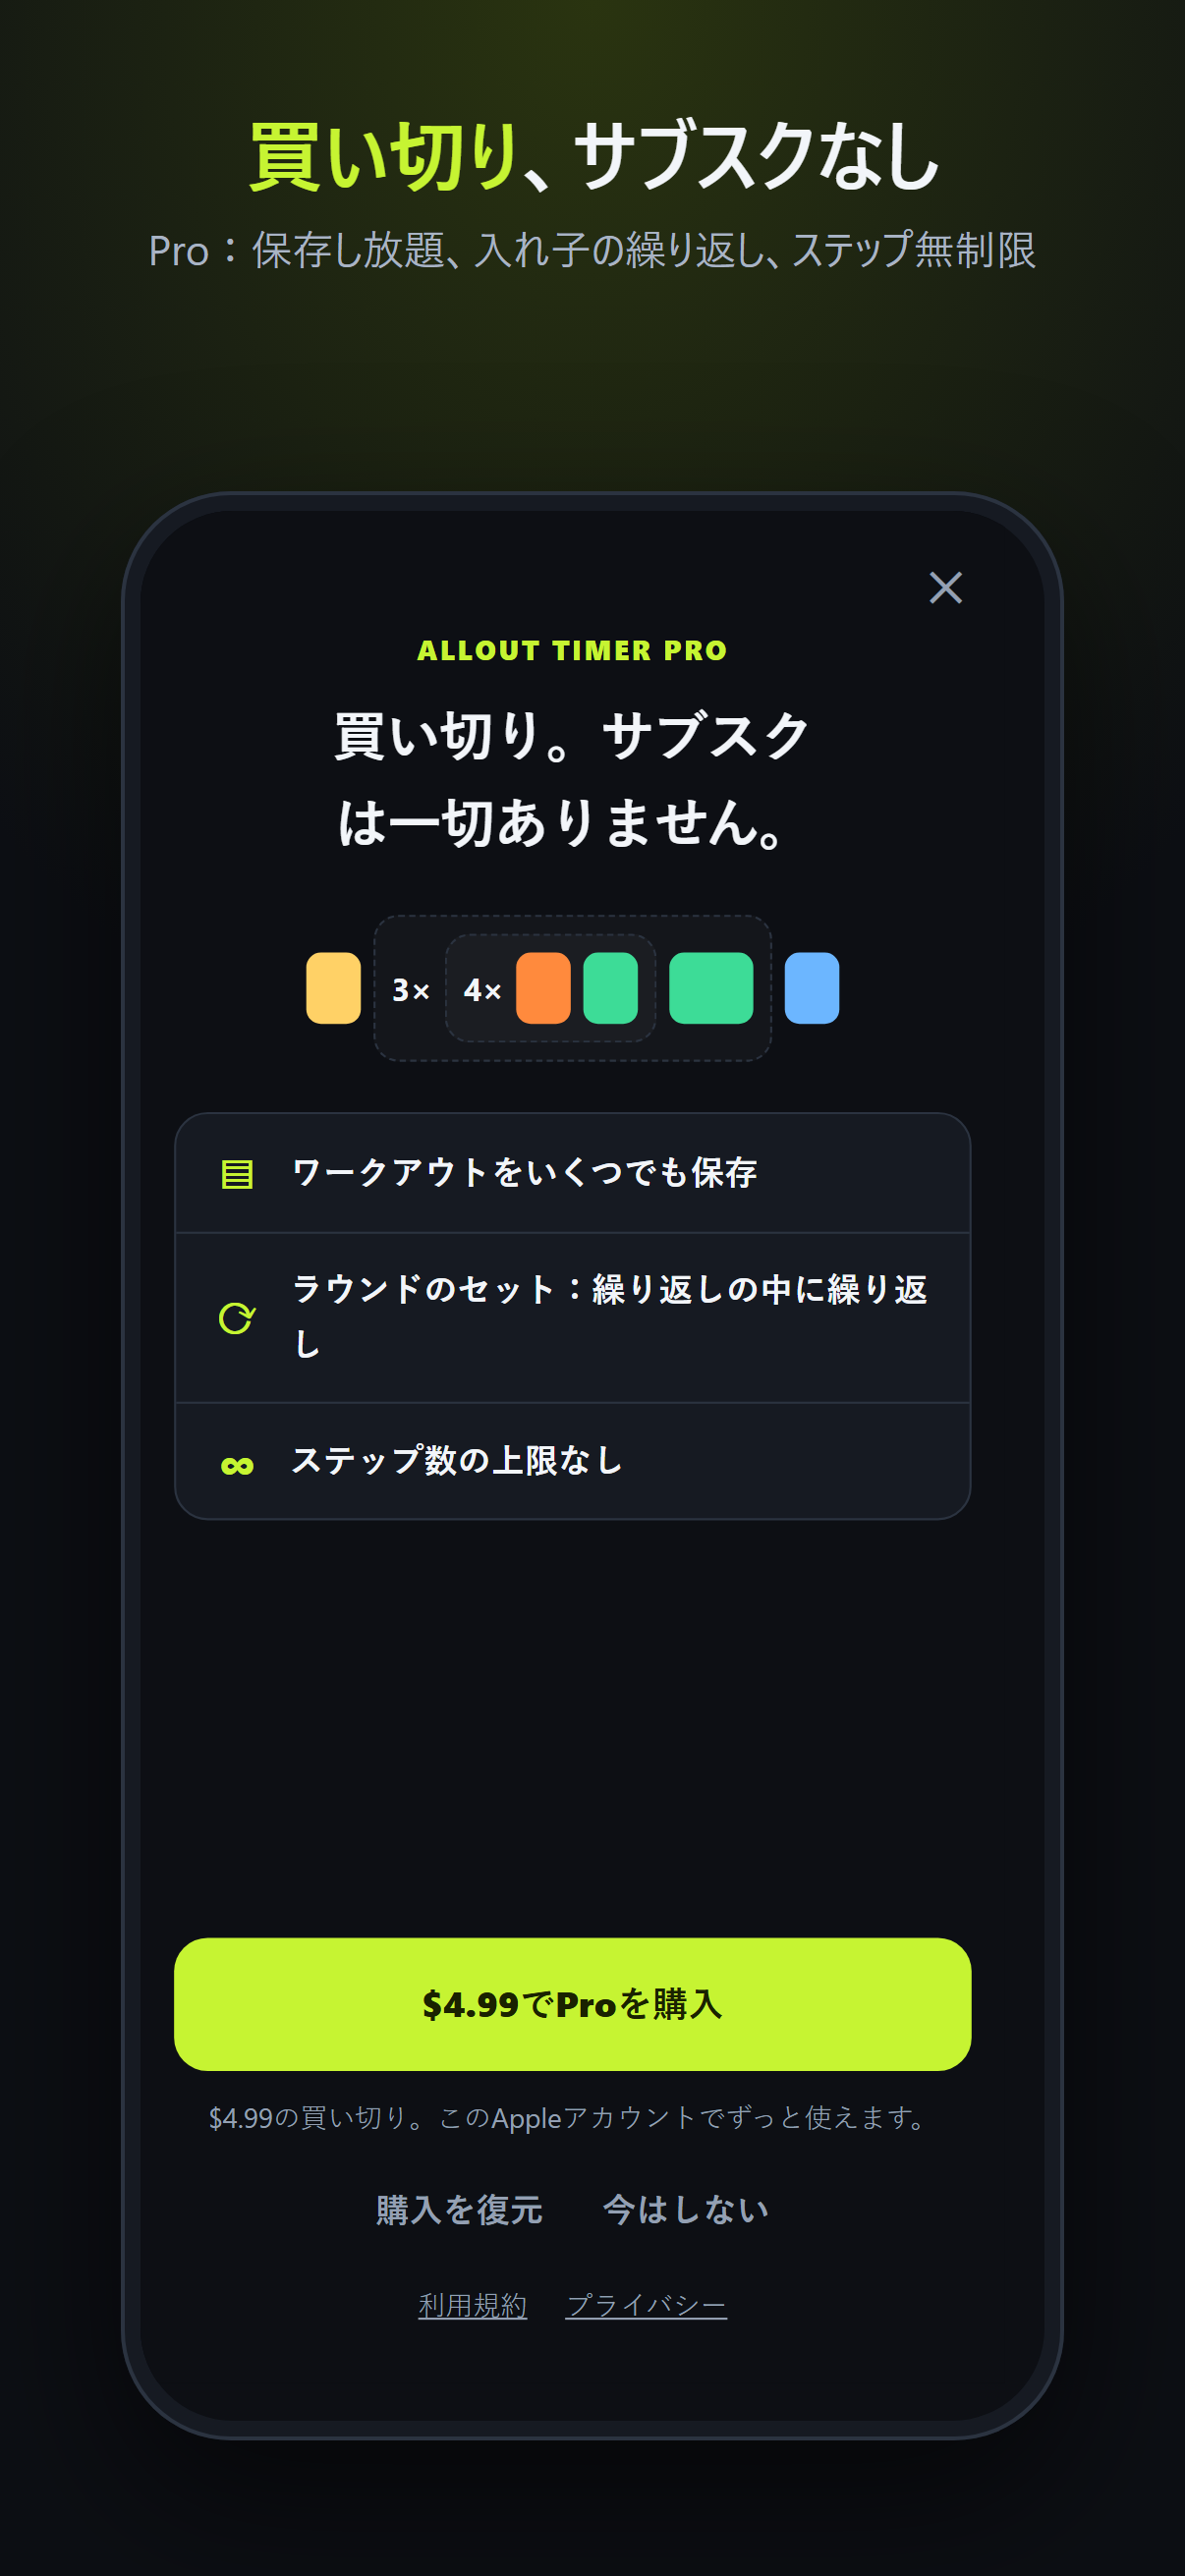 買い切り、サブスクなし
Pro：保存し放題、入れ子の繰り返し、ステップ無制限
ALLOUT TIMER PRO
買い切り。サブスク
は一切ありません。
3× 4×
ワークアウトをいくつでも保存
ラウンドのセット：繰り返しの中に繰り返
し
∞ ステップ数の上限なし
$4.99でProを購入
$4.99の買い切り。このAppleアカウントでずっと使えます。
購入を復元 今はしない
利用規約 プライバシー